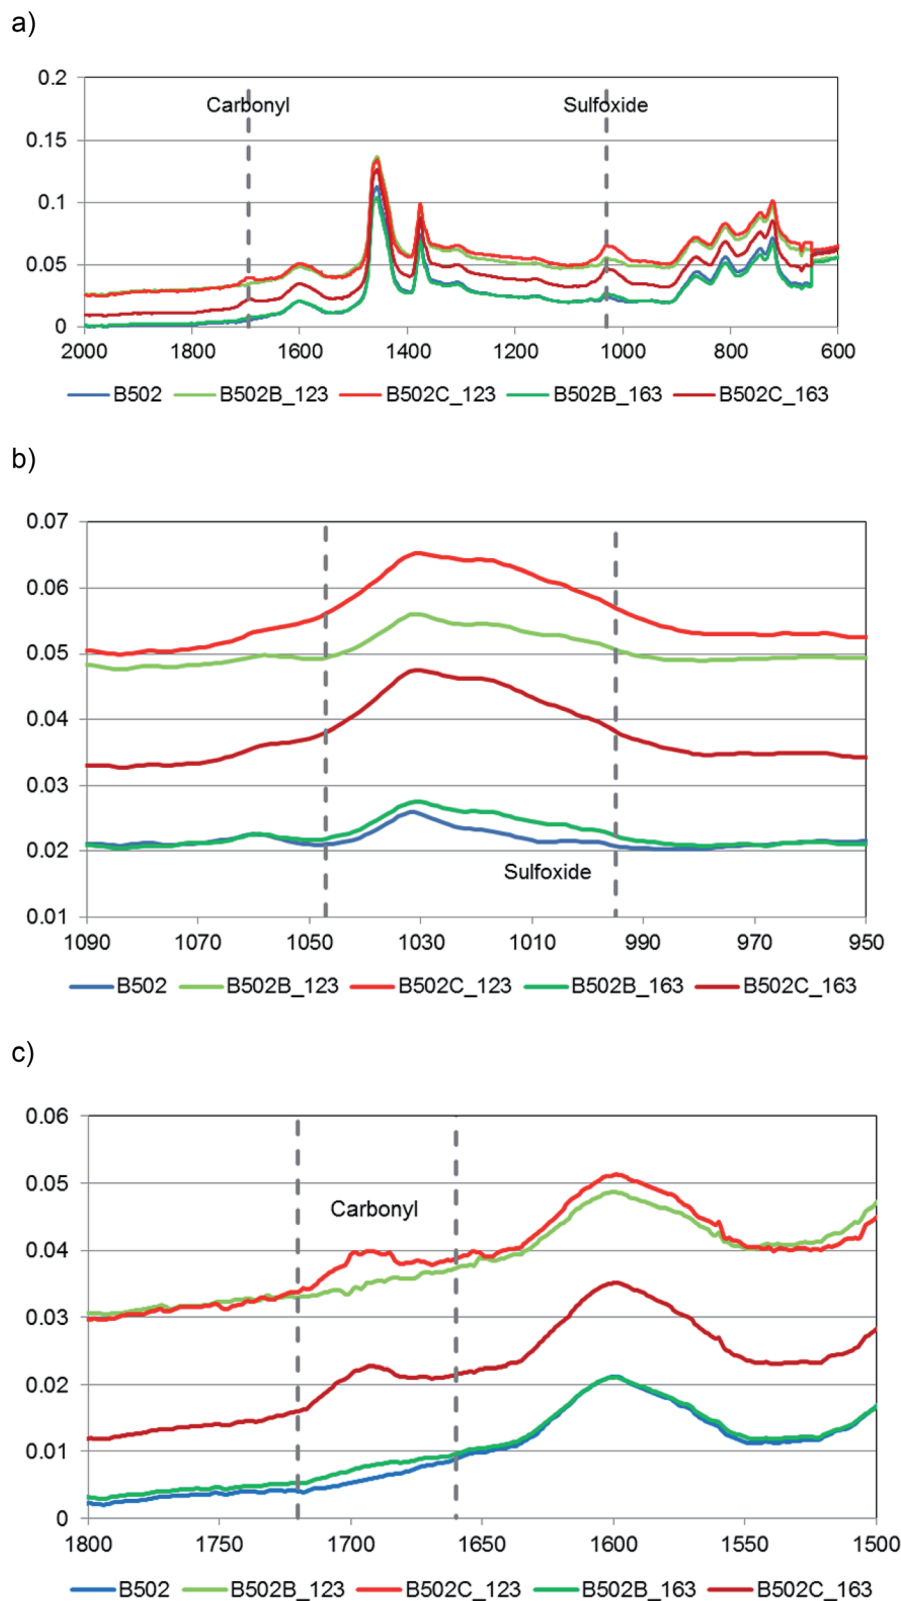 a)
0.2
Carbonyl
Sulfoxide
0.15
0.1
0.05
0
2000 1800 1600 1400 1200 1000 800 600
B502 B502B_123 B502C_123 B502B_163 B502C_163
b)
0.07
0.06
0.05
0.04
0.03
0.02
Sulfoxide
0.01
1090 1070 1050 1030 1010 990 970 950
B502 B502B_123 B502C_123 B502B_163 B502C_163
c)
0.06
0.05
Carbonyl
0.04
0.03
0.02
0.01
0
1800 1750 1700 1650 1600 1550 1500
B502 B502B_123 B502C_123 B502B_163 B502C_163